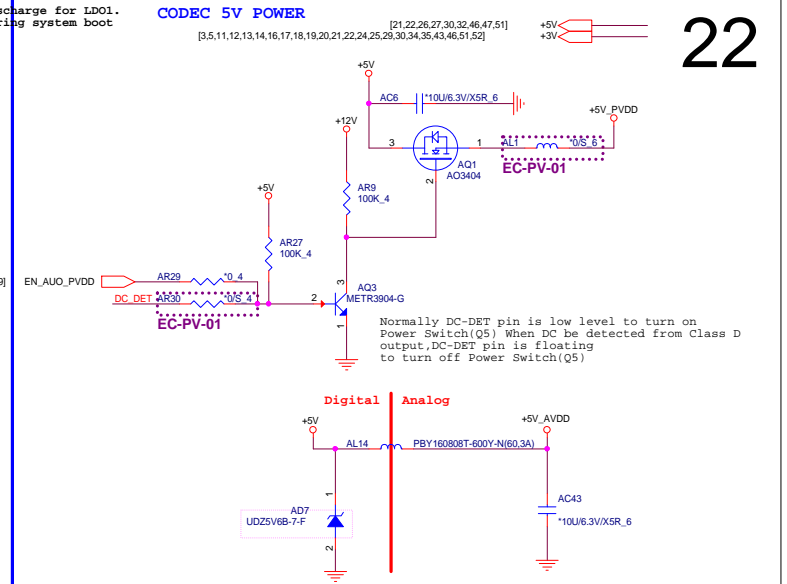 scharge for LDO1.
ring system boot
CODEC 5V POWER
[21,22,26,27,30,32,46,47,51] +5V
[3,5,11,12,13,14,16,17,18,19,20,21,22,24,25,29,30,34,35,43,46,51,52] +3V
22
+5V
AC6 *10U/6.3V/X5R_6
+5V_PVDD
+12V
3 1 AL1 *0/S_6
EC-PV-01
AQ1
AO3404
2
AR9
100K_4
+5V
AR27
100K_4
9] EN_AUO_PVDD AR29 *0_4
DC_DET AR30 *0/S_4
EC-PV-01
2 3 1
AQ3
METR3904-G
Normally DC-DET pin is low level to turn on
Power Switch(Q5) When DC be detected from Class D
output,DC-DET pin is floating
to turn off Power Switch(Q5)
Digital Analog
+5V +5V_AVDD
AL14 PBY160808T-600Y-N(60,3A)
1
AD7
UDZ5V6B-7-F
2
AC43
*10U/6.3V/X5R_6